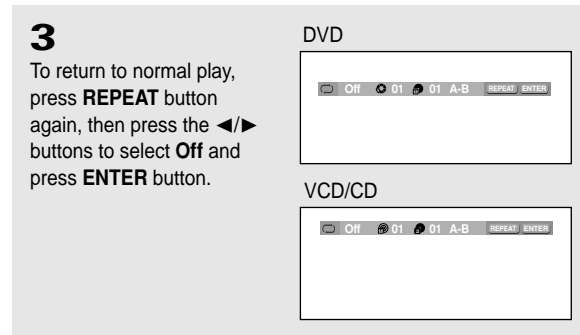 3
To return to normal play,
press REPEAT button
again, then press the ◄/►
buttons to select Off and
press ENTER button.
DVD
Off 01 01 A-B REPEAT ENTER
VCD/CD
Off 01 01 A-B REPEAT ENTER